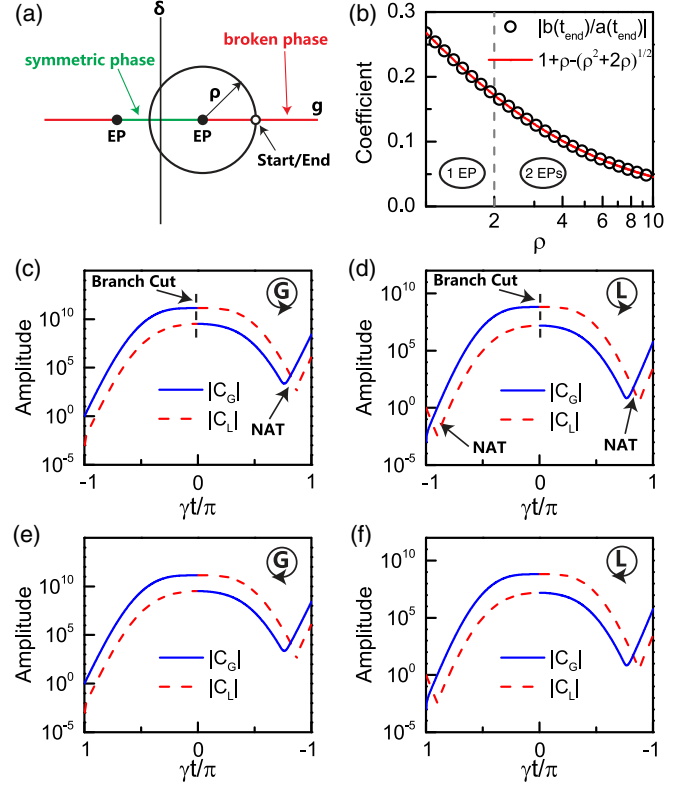 (a)
δ
broken phase
symmetric phase
ρ
g
EP
EP
Start/End
(b)
0.3
0.2
0.1
0.0
Coefficient
|b(t_end)/a(t_end)|
1+ρ-(ρ²+2ρ)^1/2
1 EP
2 EPs
2 4 6 8 10
ρ
(c)
Branch Cut
G
10^10
10^5
10^0
10^-5
Amplitude
|C_G|
|C_L|
NAT
-1 0 1
γt/π
(d)
Branch Cut
L
10^10
10^5
10^0
10^-5
Amplitude
|C_G|
|C_L|
NAT
NAT
-1 0 1
γt/π
(e)
G
10^10
10^5
10^0
10^-5
Amplitude
|C_G|
|C_L|
1 0 -1
γt/π
(f)
L
10^10
10^5
10^0
10^-5
Amplitude
|C_G|
|C_L|
1 0 -1
γt/π